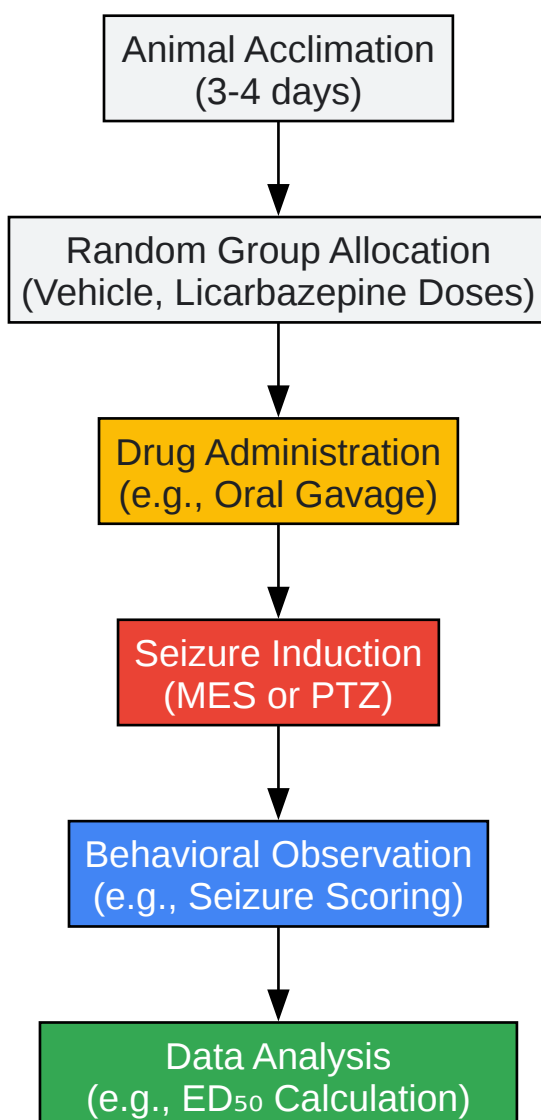 Animal Acclimation
(3-4 days)
Random Group Allocation
(Vehicle, Licarbazepine Doses)
Drug Administration
(e.g., Oral Gavage)
Seizure Induction
(MES or PTZ)
Behavioral Observation
(e.g., Seizure Scoring)
Data Analysis
(e.g., ED₅₀ Calculation)